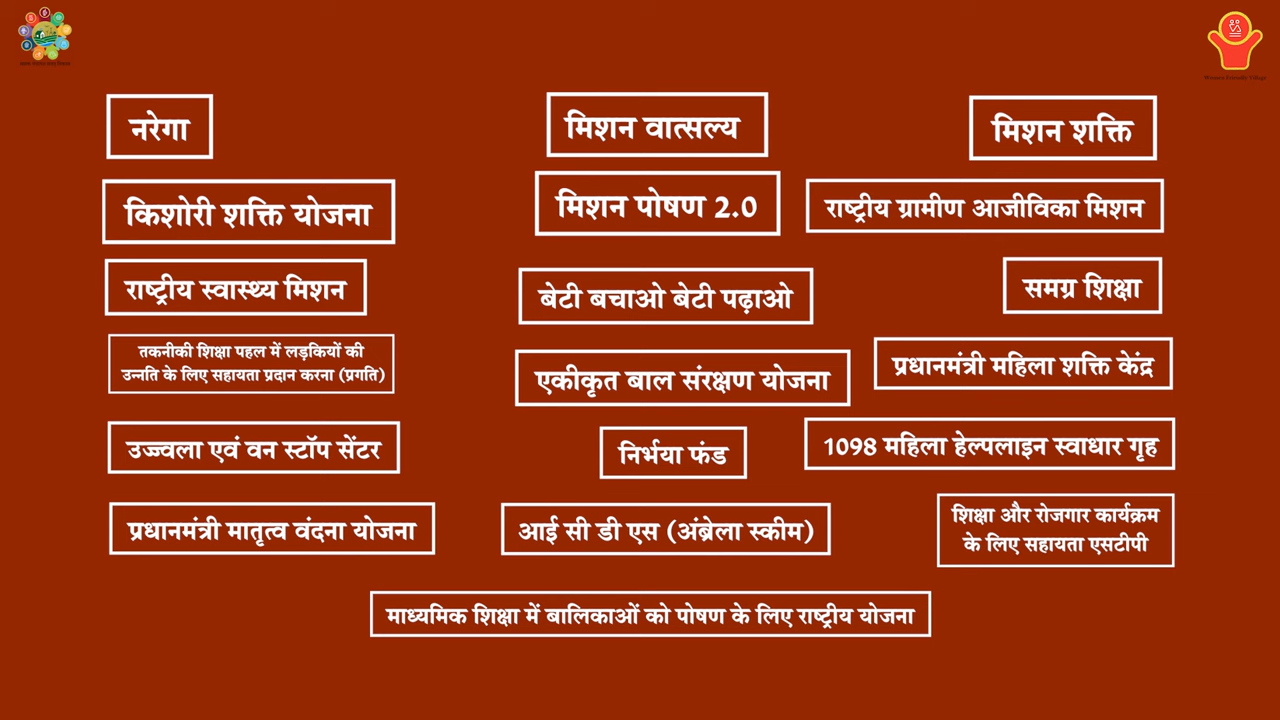 Women Friendly Village
नरेगा
मिशन वात्सल्य
मिशन शक्ति
किशोरी शक्ति योजना
मिशन पोषण 2.0
राष्ट्रीय ग्रामीण आजीविका मिशन
राष्ट्रीय स्वास्थ्य मिशन
बेटी बचाओ बेटी पढ़ाओ
समग्र शिक्षा
तकनीकी शिक्षा पहल में लड़कियों की
उन्नति के लिए सहायता प्रदान करना (प्रगति)
एकीकृत बाल संरक्षण योजना
प्रधानमंत्री महिला शक्ति केंद्र
उज्ज्वला एवं वन स्टॉप सेंटर
निर्भया फंड
1098 महिला हेल्पलाइन स्वाधार गृह
प्रधानमंत्री मातृत्व वंदना योजना
आई सी डी एस (अंब्रेला स्कीम)
शिक्षा और रोजगार कार्यक्रम
के लिए सहायता एसटीपी
माध्यमिक शिक्षा में बालिकाओं को पोषण के लिए राष्ट्रीय योजना